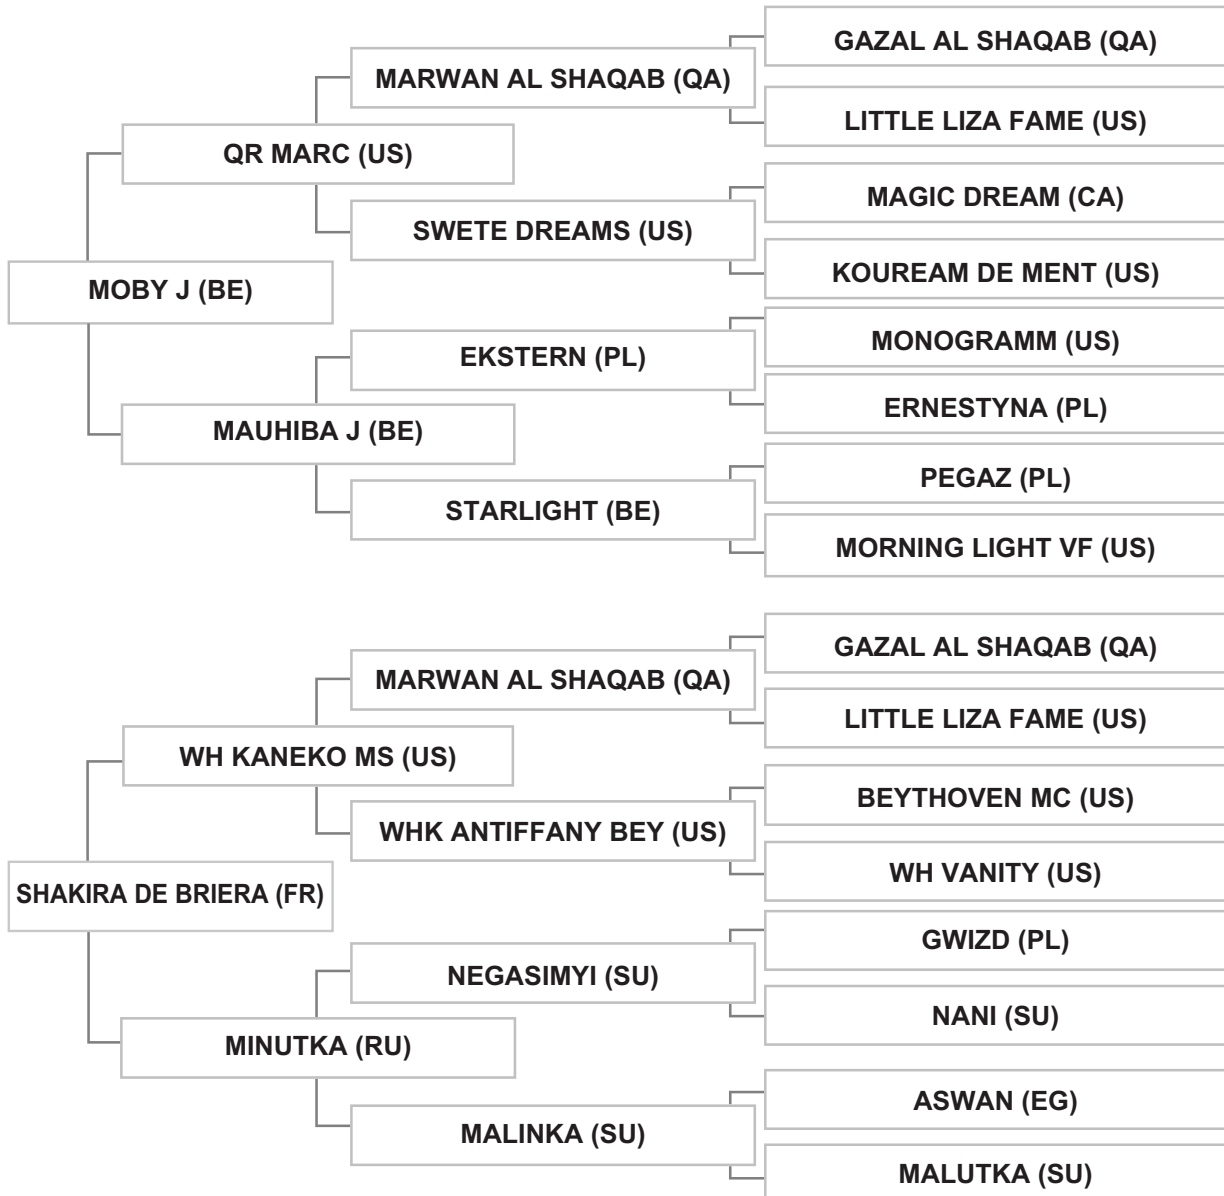 GAZAL AL SHAQAB (QA)
MARWAN AL SHAQAB (QA)
LITTLE LIZA FAME (US)
QR MARC (US)
MAGIC DREAM (CA)
SWETE DREAMS (US)
KOUREAM DE MENT (US)
MOBY J (BE)
MONOGRAMM (US)
EKSTERN (PL)
ERNESTYNA (PL)
MAUHIBA J (BE)
PEGAZ (PL)
STARLIGHT (BE)
MORNING LIGHT VF (US)
GAZAL AL SHAQAB (QA)
MARWAN AL SHAQAB (QA)
LITTLE LIZA FAME (US)
WH KANEKO MS (US)
BEYTHOVEN MC (US)
WHK ANTIFFANY BEY (US)
WH VANITY (US)
SHAKIRA DE BRIERA (FR)
GWIZD (PL)
NEGASIMYI (SU)
NANI (SU)
MINUTKA (RU)
ASWAN (EG)
MALINKA (SU)
MALUTKA (SU)